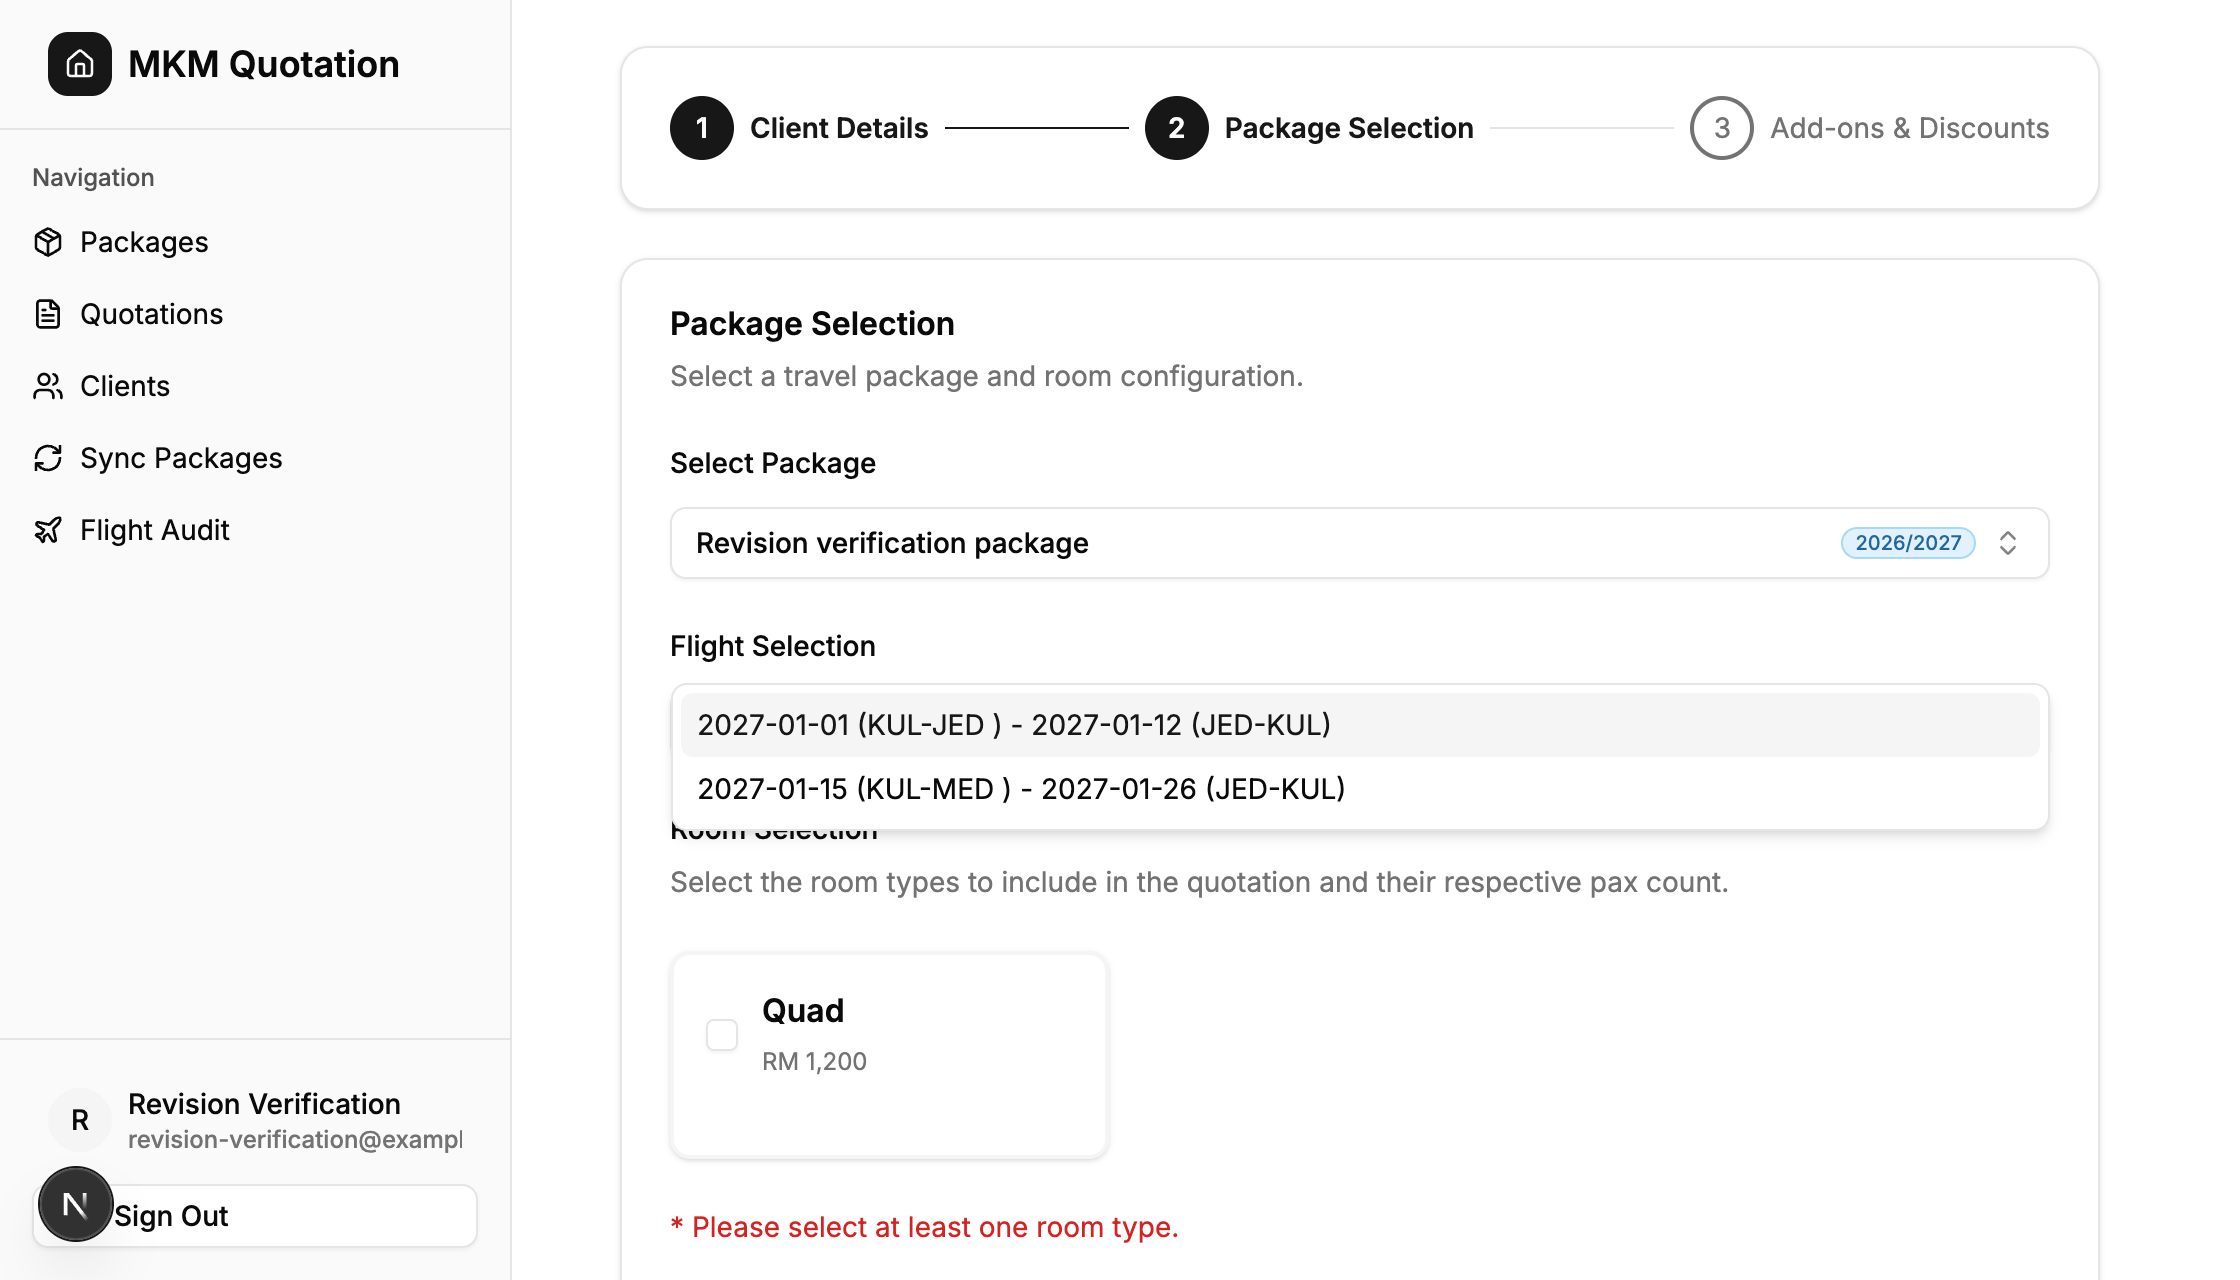 MKM Quotation
Navigation
Packages
Quotations
Clients
Sync Packages
Flight Audit
R
Revision Verification
revision-verification@exampl
N
Sign Out
1 Client Details
2 Package Selection
3 Add-ons & Discounts
Package Selection
Select a travel package and room configuration.
Select Package
Revision verification package 2026/2027
Flight Selection
2027-01-01 (KUL-JED ) - 2027-01-12 (JED-KUL)
2027-01-15 (KUL-MED ) - 2027-01-26 (JED-KUL)
Room Selection
Select the room types to include in the quotation and their respective pax count.
Quad
RM 1,200
* Please select at least one room type.